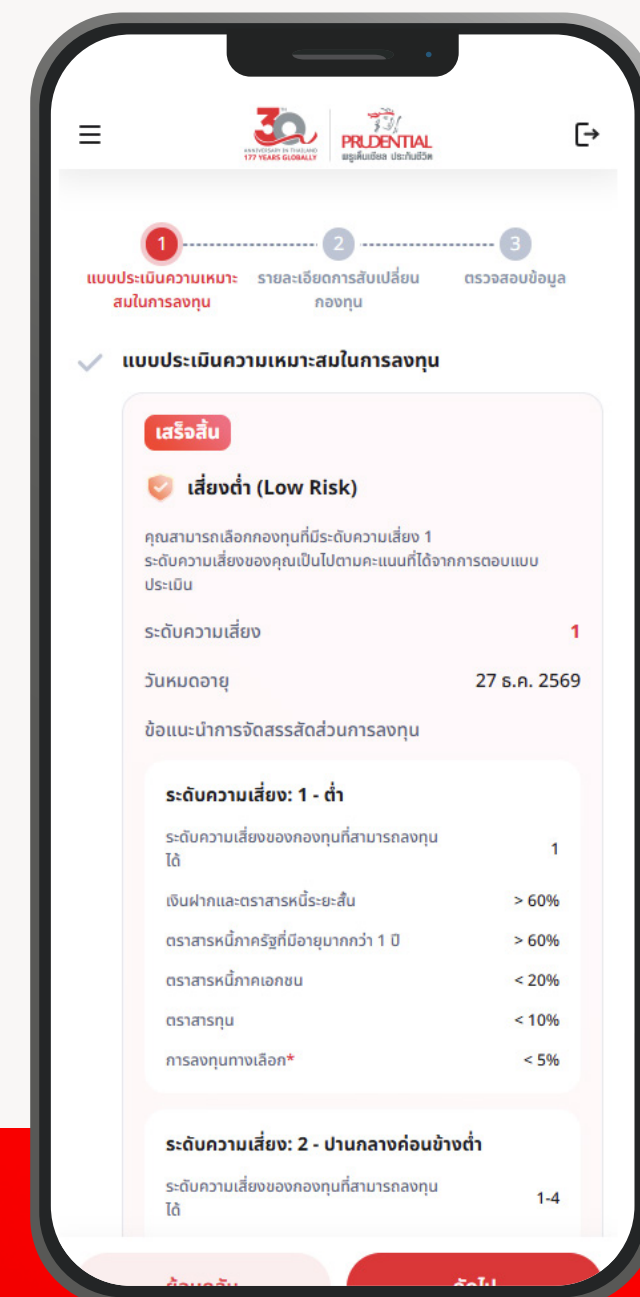 30TH
ANNIVERSARY IN THAILAND
177 YEARS GLOBALLY
PRUDENTIAL
พรูเด็นเชียล ประกันชีวิต
1
2
3
แบบประเมินความเหมาะ
สมในการลงทุน
รายละเอียดการสับเปลี่ยน
กองทุน
ตรวจสอบข้อมูล
แบบประเมินความเหมาะสมในการลงทุน
เสร็จสิ้น
เสี่ยงต่ำ (Low Risk)
คุณสามารถเลือกกองทุนที่มีระดับความเสี่ยง 1
ระดับความเสี่ยงของคุณเป็นไปตามคะแนนที่ได้จากการตอบแบบ
ประเมิน
ระดับความเสี่ยง 1
วันหมดอายุ 27 ธ.ค. 2569
ข้อแนะนำการจัดสรรสัดส่วนการลงทุน
ระดับความเสี่ยง: 1 - ต่ำ
ระดับความเสี่ยงของกองทุนที่สามารถลงทุน
ได้ 1
เงินฝากและตราสารหนี้ระยะสั้น > 60%
ตราสารหนี้ภาครัฐที่มีอายุมากกว่า 1 ปี > 60%
ตราสารหนี้ภาคเอกชน < 20%
ตราสารทุน < 10%
การลงทุนทางเลือก* < 5%
ระดับความเสี่ยง: 2 - ปานกลางค่อนข้างต่ำ
ระดับความเสี่ยงของกองทุนที่สามารถลงทุน
ได้ 1-4